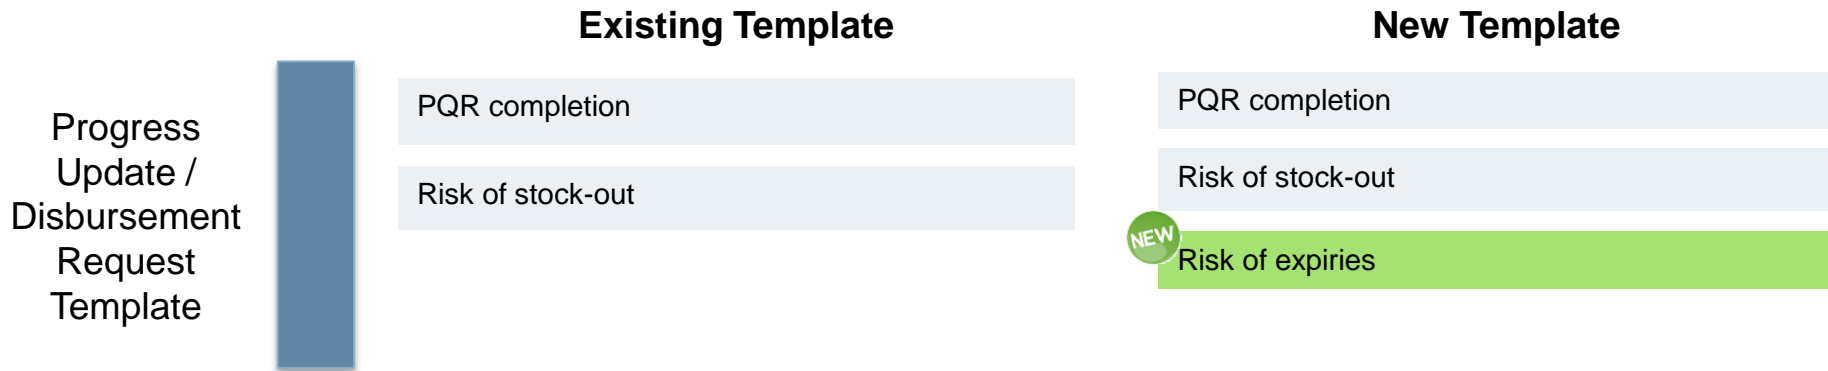 Existing Template
New Template
Progress
Update /
Disbursement
Request
Template
PQR completion
Risk of stock-out
PQR completion
Risk of stock-out
NEW
Risk of expiries